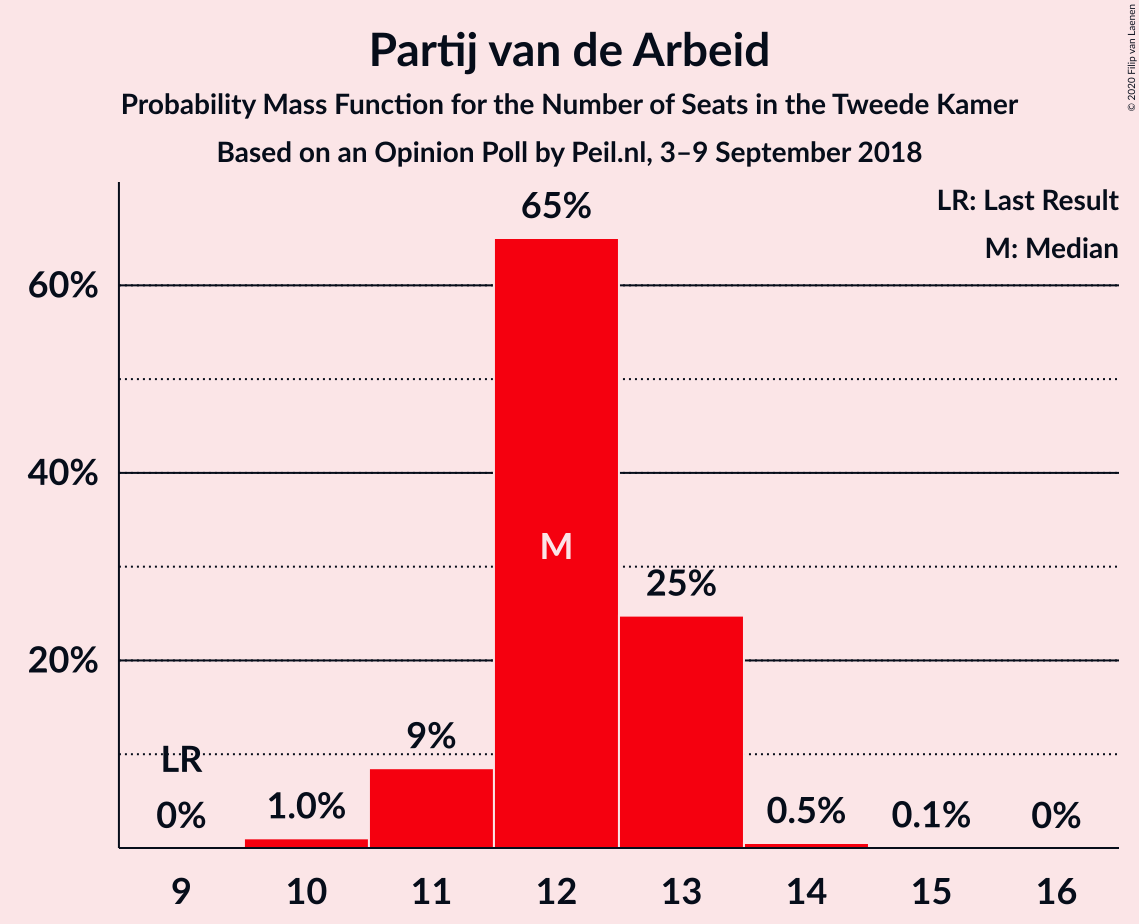 Partij van de Arbeid
Probability Mass Function for the Number of Seats in the Tweede Kamer
Based on an Opinion Poll by Peil.nl, 3–9 September 2018
© 2020 Filip van Laenen
LR: Last Result
M: Median
60%
40%
20%
LR
0%
1.0%
9%
65%
M
25%
0.5%
0.1%
0%
9 10 11 12 13 14 15 16